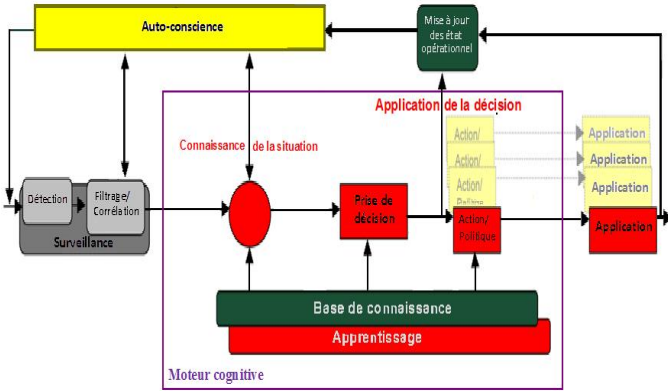 Auto-conscience
Mise à jour
des état
opérationnel
Application de la décision
Connaissance de la situation
Action/
Application
Action/
Application
Action/
Application
Détection
Filtrage/
Corrélation
Surveillance
Prise de
décision
Action/
Politique
Application
Base de connaissance
Apprentissage
Moteur cognitive